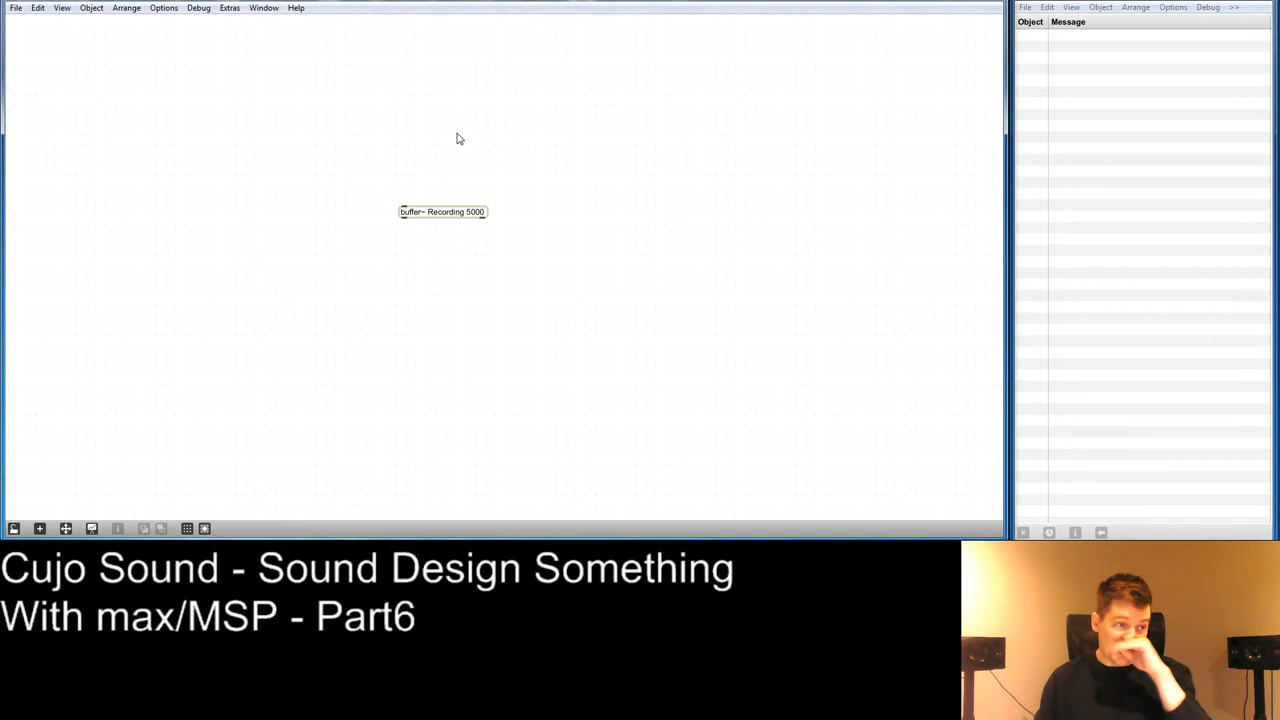 File Edit View Object Arrange Options Debug Extras Window Help
File Edit View Object Arrange Options Debug >>
Object Message
buffer~ Recording 5000
Cujo Sound - Sound Design Something
With max/MSP - Part6